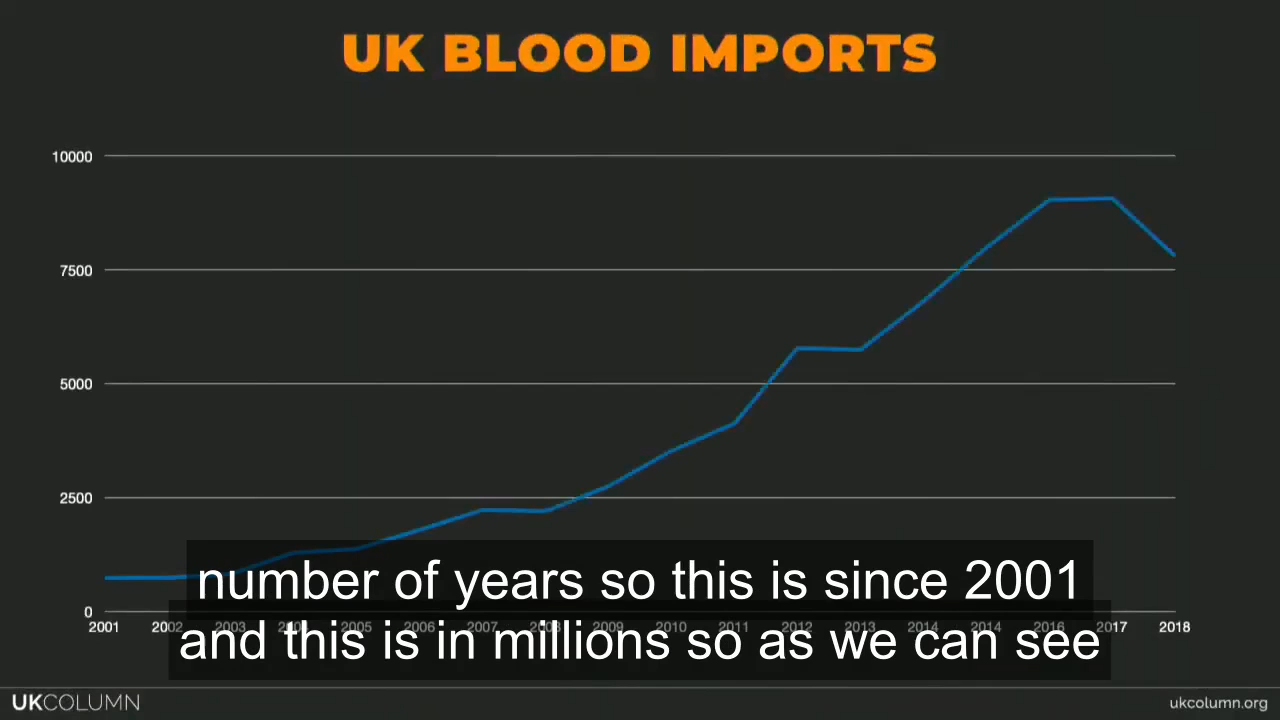 UK BLOOD IMPORTS
10000
7500
5000
2500
0
2001 2002 2003 2004 2005 2006 2007 2008 2009 2010 2011 2012 2013 2014 2014 2016 2017 2018
number of years so this is since 2001
and this is in millions so as we can see
UKCOLUMN
ukcolumn.org